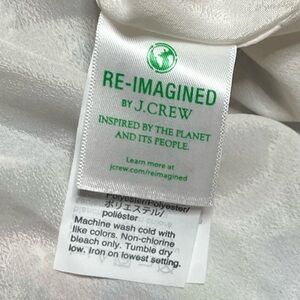 RE-IMAGINED
BY J.CREW
INSPIRED BY THE PLANET
AND ITS PEOPLE.
Learn more at
jcrew.com/reimagined
Polyester/Polyester/
ポリエステル/
poliéster
Machine wash cold with
like colors. Non-chlorine
bleach only. Tumble dry
low. Iron on lowest setting.